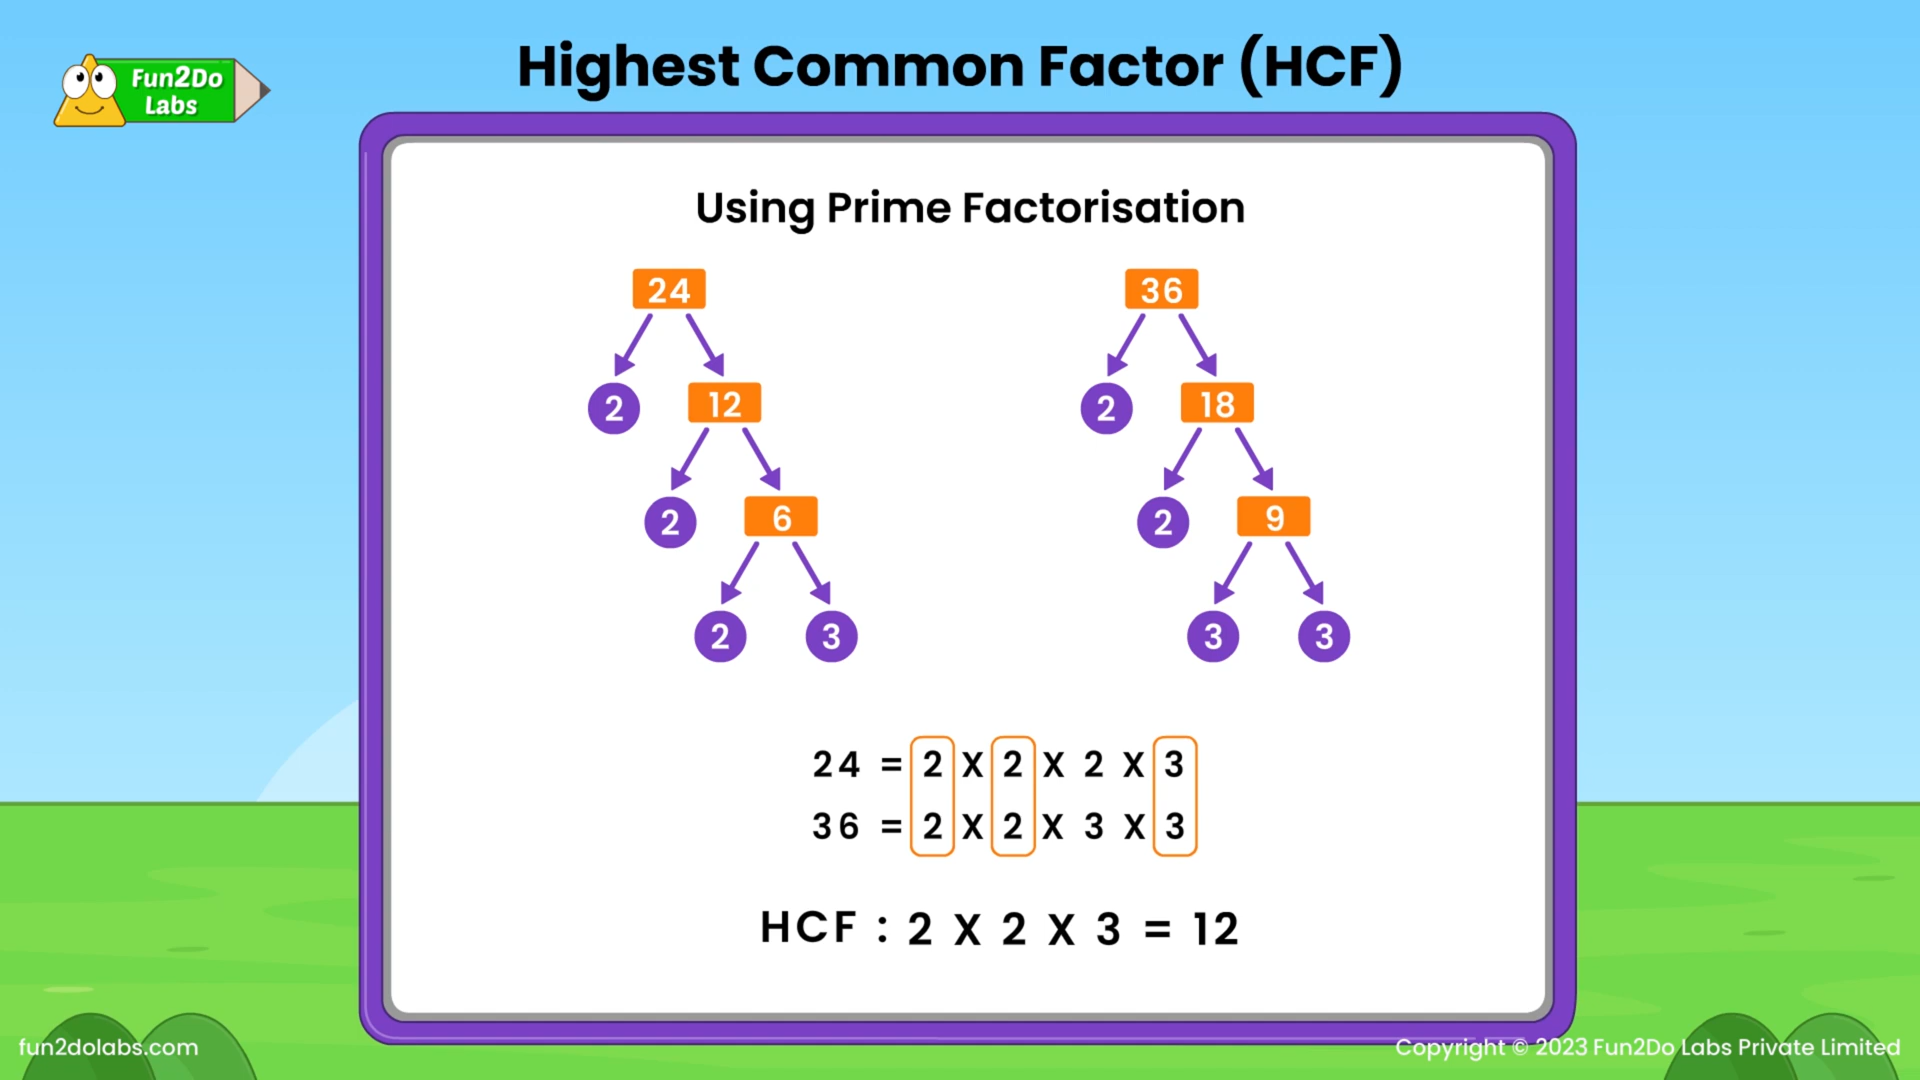 Fun2Do
Labs
Highest Common Factor (HCF)
Using Prime Factorisation
24 36
2 12 2 18
2 6 2 9
2 3 3 3
24 = 2 X 2 X 2 X 3
36 = 2 X 2 X 3 X 3
HCF : 2 X 2 X 3 = 12
fun2dolabs.com
Copyright © 2023 Fun2Do Labs Private Limited